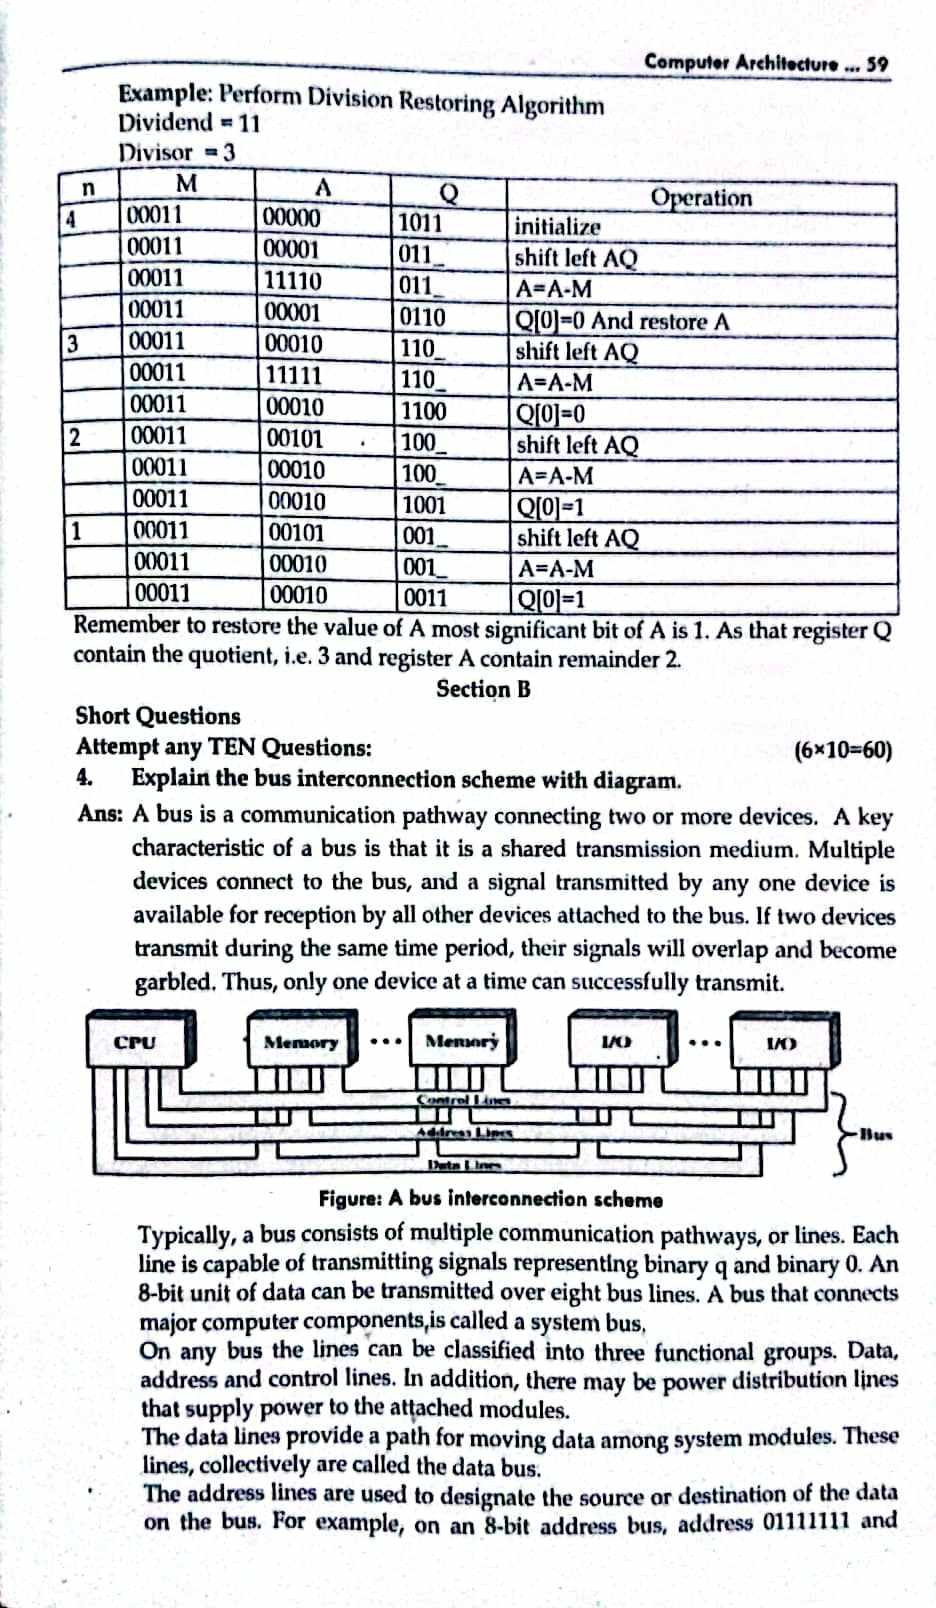 Computer Architecture ... 59
Example: Perform Division Restoring Algorithm
Dividend = 11
Divisor = 3
n M A Q Operation
4 00011 00000 1011 initialize
00011 00001 011_ shift left AQ
00011 11110 011_ A=A-M
00011 00001 0110 Q[0]=0 And restore A
3 00011 00010 110_ shift left AQ
00011 11111 110_ A=A-M
00011 00010 1100 Q[0]=0
2 00011 00101 100_ shift left AQ
00011 00010 100_ A=A-M
00011 00010 1001 Q[0]=1
1 00011 00101 001_ shift left AQ
00011 00010 001_ A=A-M
00011 00010 0011 Q[0]=1
Remember to restore the value of A most significant bit of A is 1. As that register Q
contain the quotient, i.e. 3 and register A contain remainder 2.
Section B
Short Questions
Attempt any TEN Questions: (6×10=60)
4. Explain the bus interconnection scheme with diagram.
Ans: A bus is a communication pathway connecting two or more devices. A key
characteristic of a bus is that it is a shared transmission medium. Multiple
devices connect to the bus, and a signal transmitted by any one device is
available for reception by all other devices attached to the bus. If two devices
transmit during the same time period, their signals will overlap and become
garbled. Thus, only one device at a time can successfully transmit.
CPU Memory ... Memory I/O ... I/O
Control Lines
Address Lines
Bus
Data Lines
Figure: A bus interconnection scheme
Typically, a bus consists of multiple communication pathways, or lines. Each
line is capable of transmitting signals representing binary q and binary 0. An
8-bit unit of data can be transmitted over eight bus lines. A bus that connects
major computer components,is called a system bus.
On any bus the lines can be classified into three functional groups. Data,
address and control lines. In addition, there may be power distribution lines
that supply power to the attached modules.
The data lines provide a path for moving data among system modules. These
lines, collectively are called the data bus.
The address lines are used to designate the source or destination of the data
on the bus. For example, on an 8-bit address bus, address 01111111 and